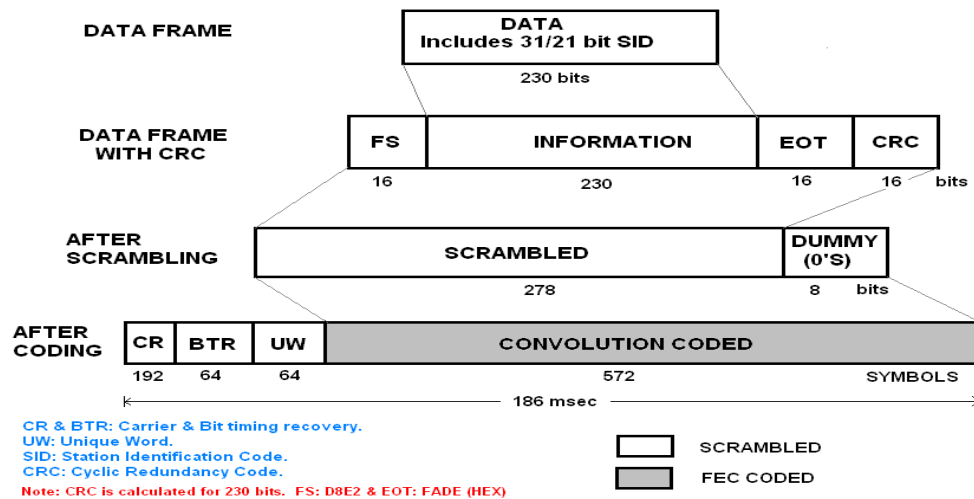 DATA FRAME
DATA
Includes 31/21 bit SID
230 bits
DATA FRAME
WITH CRC
FS
INFORMATION
EOT
CRC
16
230
16
16
bits
AFTER
SCRAMBLING
SCRAMBLED
DUMMY
(0'S)
278
8
bits
AFTER
CODING
CR
BTR
UW
CONVOLUTION CODED
192
64
64
572
SYMBOLS
186 msec
CR & BTR: Carrier & Bit timing recovery.
UW: Unique Word.
SID: Station Identification Code.
CRC: Cyclic Redundancy Code.
Note: CRC is calculated for 230 bits. FS: D8E2 & EOT: FADE (HEX)
SCRAMBLED
FEC CODED